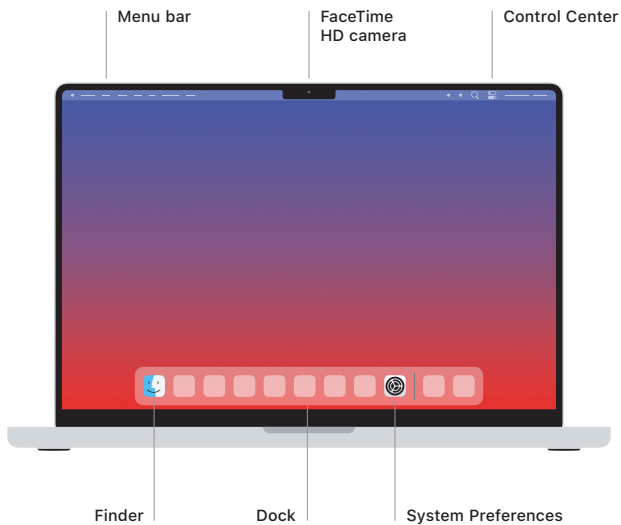 Menu bar
FaceTime
HD camera
Control Center
Finder
Dock
System Preferences